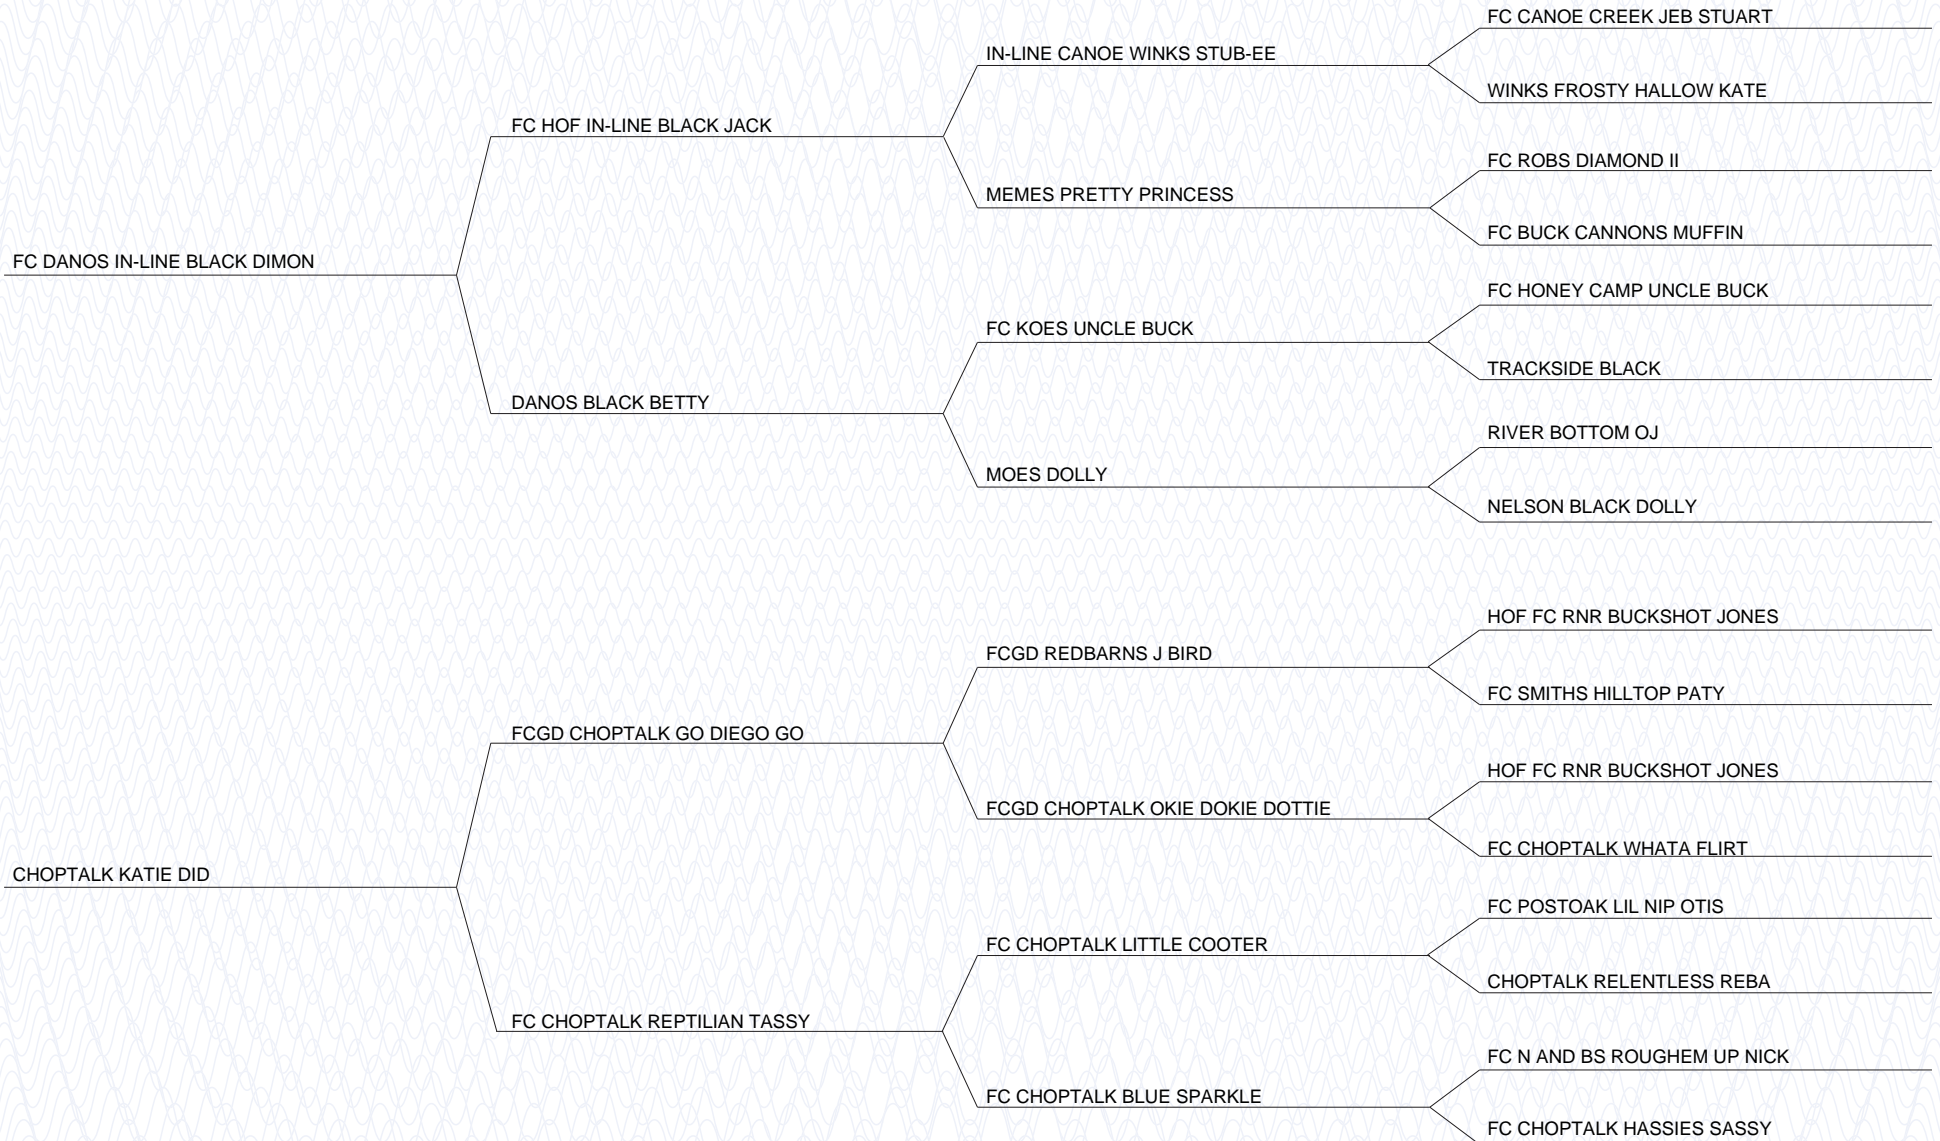 FC CANOE CREEK JEB STUART
IN-LINE CANOE WINKS STUB-EE
WINKS FROSTY HALLOW KATE
FC HOF IN-LINE BLACK JACK
FC ROBS DIAMOND II
MEMES PRETTY PRINCESS
FC BUCK CANNONS MUFFIN
FC DANOS IN-LINE BLACK DIMON
FC HONEY CAMP UNCLE BUCK
FC KOES UNCLE BUCK
TRACKSIDE BLACK
DANOS BLACK BETTY
RIVER BOTTOM OJ
MOES DOLLY
NELSON BLACK DOLLY
HOF FC RNR BUCKSHOT JONES
FCGD REDBARNS J BIRD
FC SMITHS HILLTOP PATY
FCGD CHOPTALK GO DIEGO GO
HOF FC RNR BUCKSHOT JONES
FCGD CHOPTALK OKIE DOKIE DOTTIE
FC CHOPTALK WHATA FLIRT
CHOPTALK KATIE DID
FC POSTOAK LIL NIP OTIS
FC CHOPTALK LITTLE COOTER
CHOPTALK RELENTLESS REBA
FC CHOPTALK REPTILIAN TASSY
FC N AND BS ROUGHEM UP NICK
FC CHOPTALK BLUE SPARKLE
FC CHOPTALK HASSIES SASSY